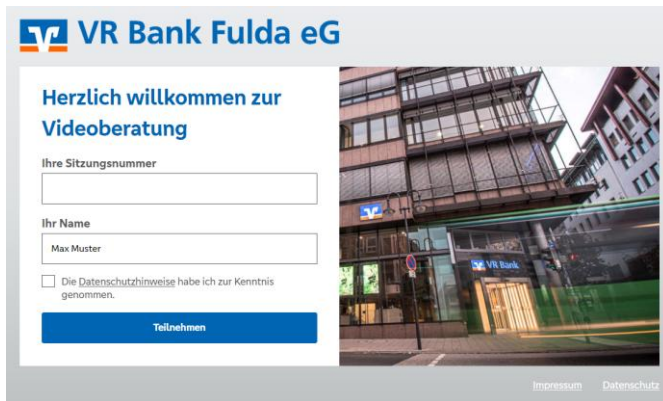 VR Bank Fulda eG
Herzlich willkommen zur
Videoberatung
Ihre Sitzungsnummer
Ihr Name
Max Muster
Die Datenschutzhinweise habe ich zur Kenntnis
genommen.
Teilnehmen
VR Bank
Impressum Datenschutz